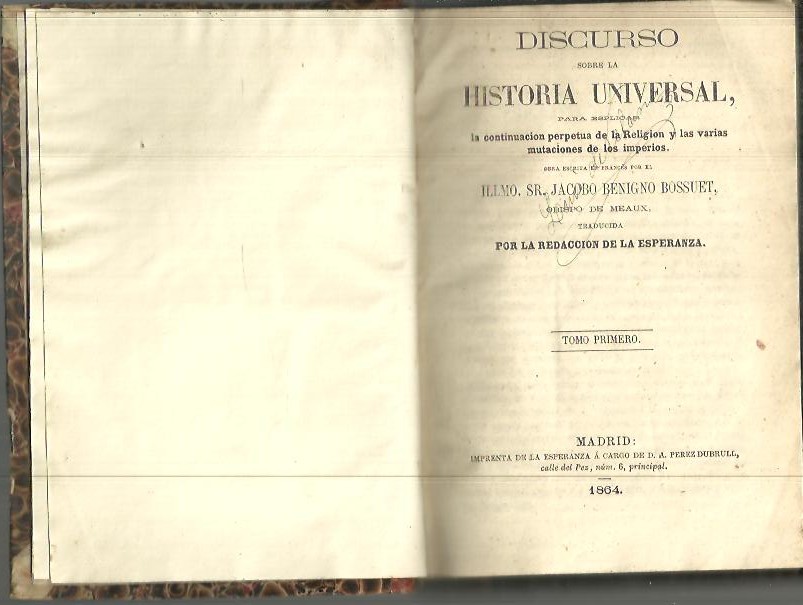 DISCURSO
SOBRE LA
HISTORIA UNIVERSAL,
PARA ESPLICAR
la continuacion perpetua de la Religion y las varias
mutaciones de los imperios.
OBRA ESCRITA EN FRANCÉS POR EL
ILLMO. SR. JACOBO BENIGNO BOSSUET,
OBISPO DE MEAUX,
TRADUCIDA
POR LA REDACCION DE LA ESPERANZA.
TOMO PRIMERO.
MADRID:
IMPRENTA DE LA ESPERANZA Á CARGO DE D. A. PEREZ DUBRULL,
calle del Pez, núm. 6, principal.
1864.